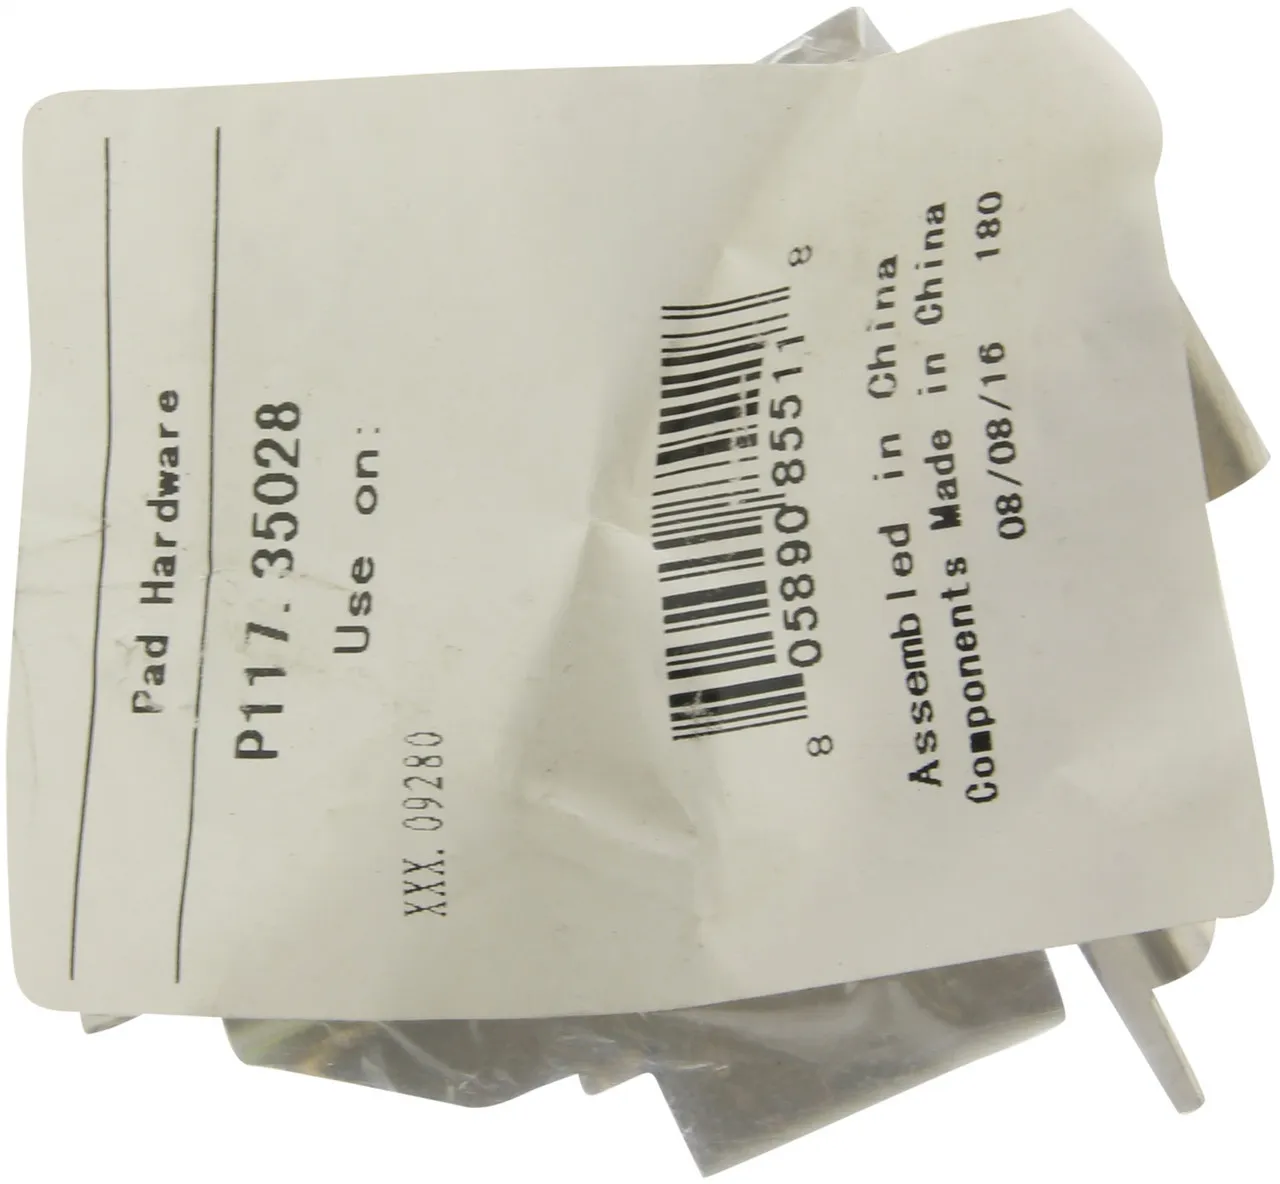 Pad Hardware
P117.35028
Use on:
XXX.09280
8 05890 85511 8
Assembled in China
Components Made in China
08/08/16 180